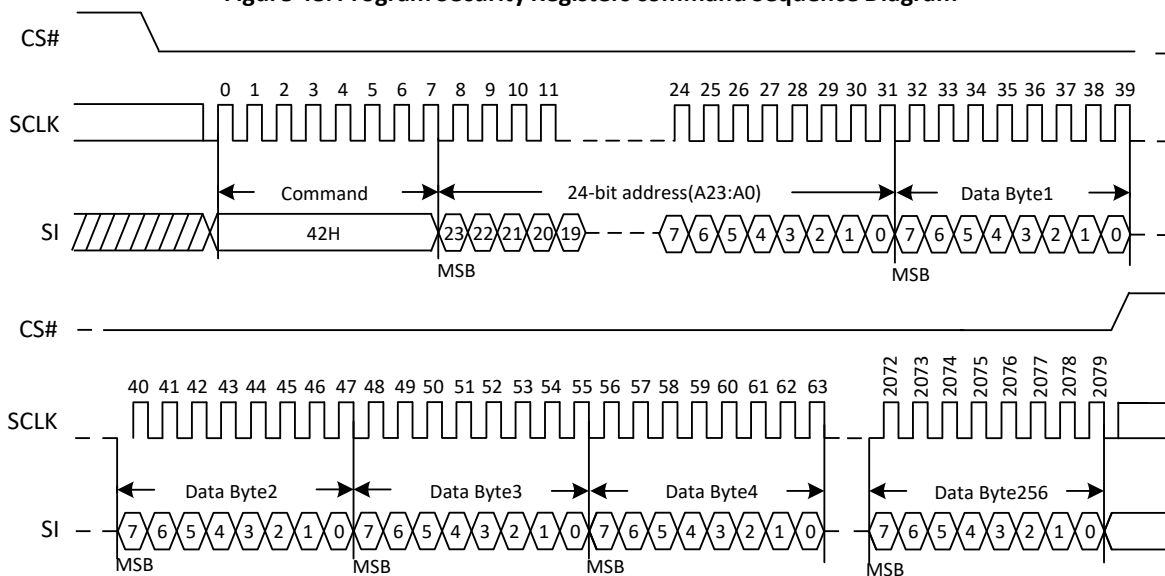 Figure 43. Program Security Registers command Sequence Diagram
CS#
0 1 2 3 4 5 6 7 8 9 10 11 24 25 26 27 28 29 30 31 32 33 34 35 36 37 38 39
SCLK
Command 24-bit address(A23:A0) Data Byte1
SI 42H 23 22 21 20 19 7 6 5 4 3 2 1 0 7 6 5 4 3 2 1 0
MSB MSB
CS#
40 41 42 43 44 45 46 47 48 49 50 51 52 53 54 55 56 57 58 59 60 61 62 63 2072 2073 2074 2075 2076 2077 2078 2079
SCLK
Data Byte2 Data Byte3 Data Byte4 Data Byte256
SI 7 6 5 4 3 2 1 0 7 6 5 4 3 2 1 0 7 6 5 4 3 2 1 0 7 6 5 4 3 2 1 0
MSB MSB MSB MSB